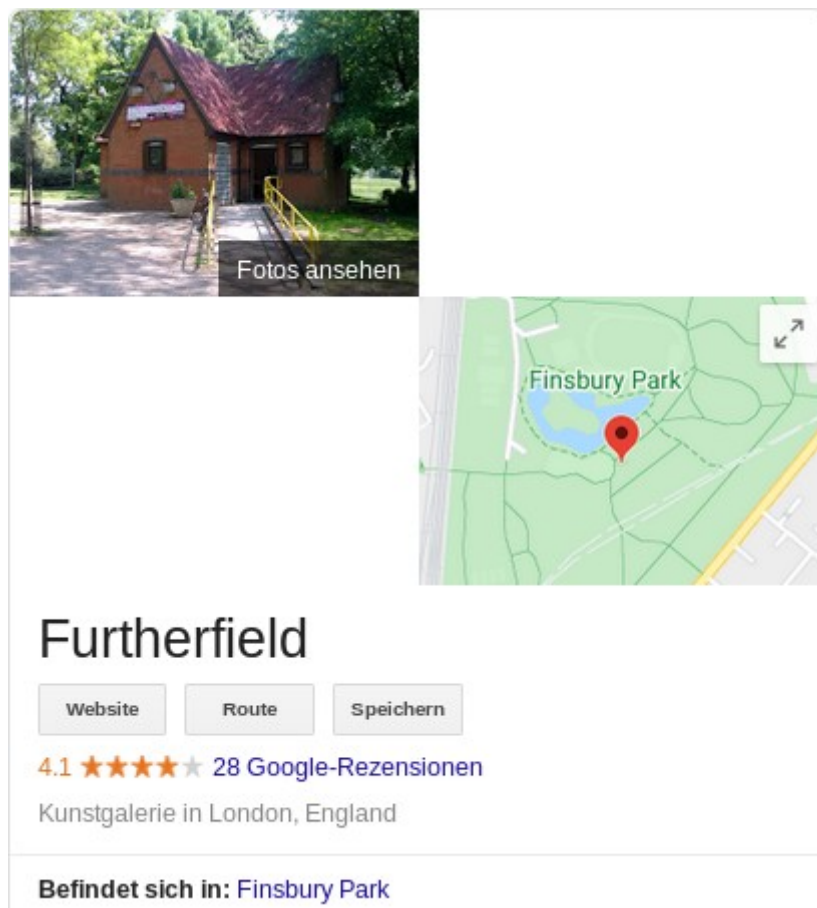 Fotos ansehen
Finsbury Park
Furtherfield
Website Route Speichern
4.1 28 Google-Rezensionen
Kunstgalerie in London, England
Befindet sich in: Finsbury Park